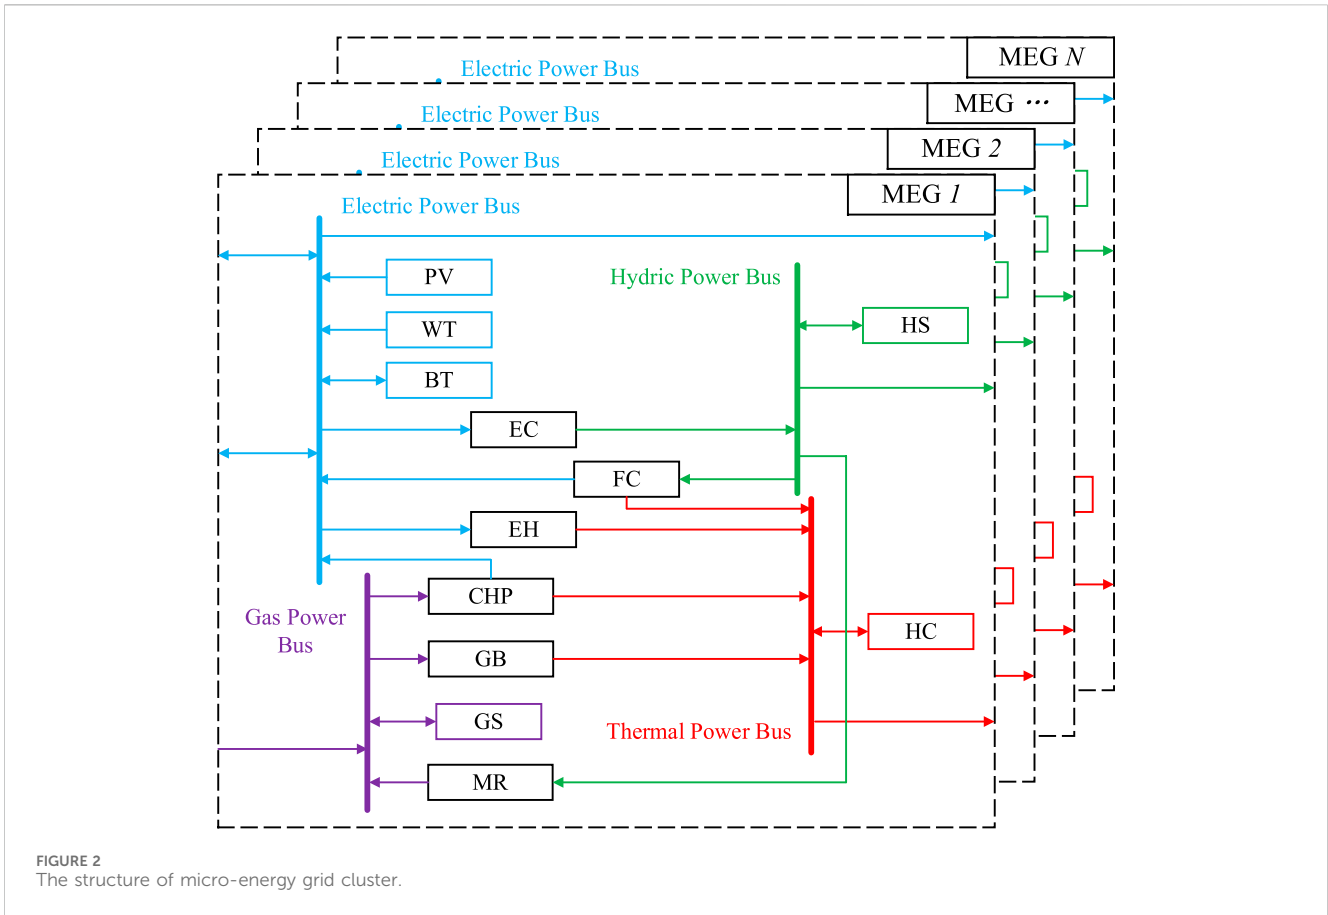 MEG N
Electric Power Bus
MEG ···
Electric Power Bus
MEG 2
Electric Power Bus
MEG 1
Electric Power Bus
PV
Hydric Power Bus
WT
HS
BT
EC
FC
EH
CHP
Gas Power
Bus
HC
GB
GS
Thermal Power Bus
MR
FIGURE 2
The structure of micro-energy grid cluster.